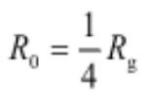 R₀ = 1/4 R_g